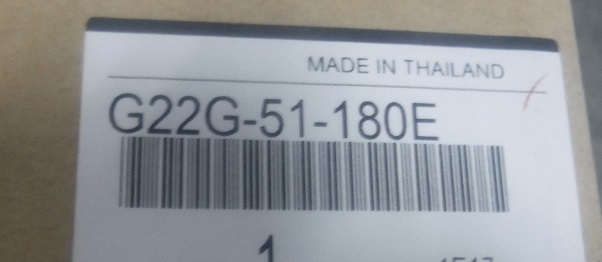 MADE IN THAILAND
G22G-51-180E
1